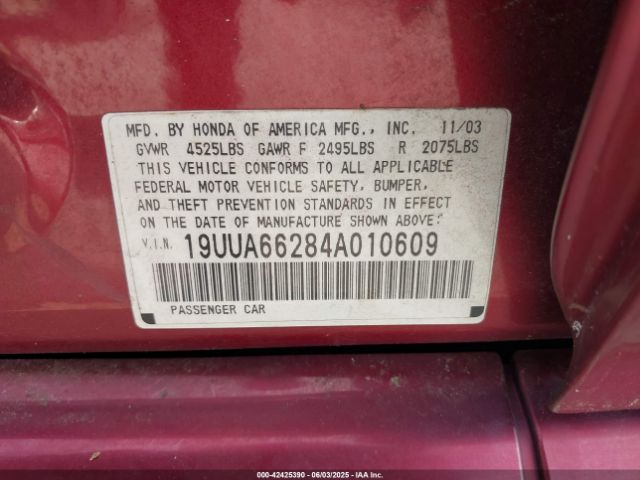 MFD. BY HONDA OF AMERICA MFG., INC. 11/03
GVWR 4525LBS GAWR F 2495LBS R 2075LBS
THIS VEHICLE CONFORMS TO ALL APPLICABLE
FEDERAL MOTOR VEHICLE SAFETY, BUMPER,
AND THEFT PREVENTION STANDARDS IN EFFECT
ON THE DATE OF MANUFACTURE SHOWN ABOVE.
V.I.N. 19UUA66284A010609
PASSENGER CAR
000-42425390 - 06/03/2025 - IAAI.COM